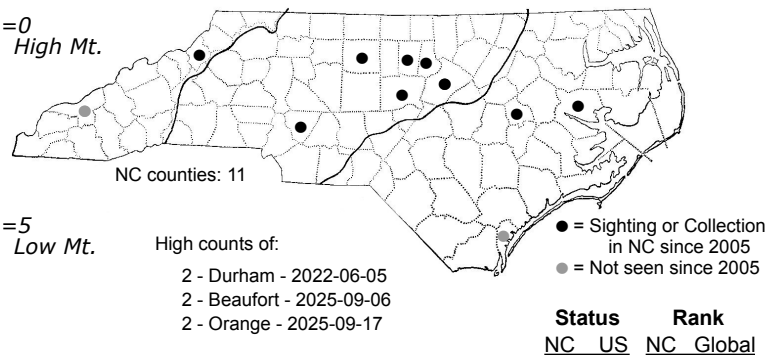 =0
High Mt.
NC counties: 11
=5
Low Mt.
High counts of:
2 - Durham - 2022-06-05
2 - Beaufort - 2025-09-06
2 - Orange - 2025-09-17
= Sighting or Collection
in NC since 2005
= Not seen since 2005
Status Rank
NC US NC Global